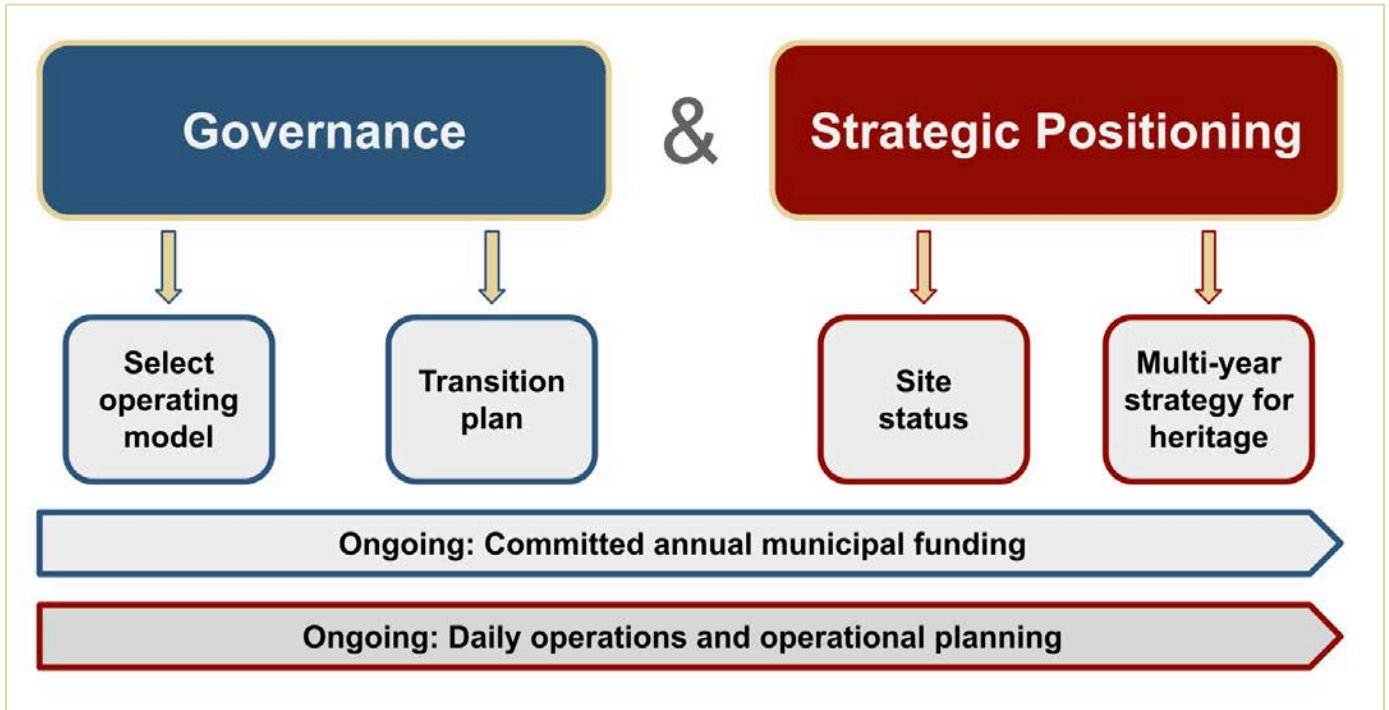 Governance
&
Strategic Positioning
Select
operating
model
Transition
plan
Site
status
Multi-year
strategy for
heritage
Ongoing: Committed annual municipal funding
Ongoing: Daily operations and operational planning